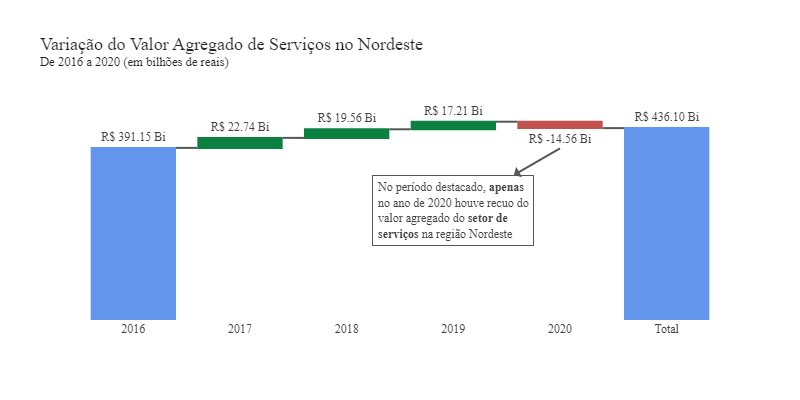 Variação do Valor Agregado de Serviços no Nordeste
De 2016 a 2020 (em bilhões de reais)
R$ 391.15 Bi
R$ 22.74 Bi
R$ 19.56 Bi
R$ 17.21 Bi
R$ -14.56 Bi
R$ 436.10 Bi
No período destacado, apenas
no ano de 2020 houve recuo do
valor agregado do setor de
serviços na região Nordeste
2016
2017
2018
2019
2020
Total